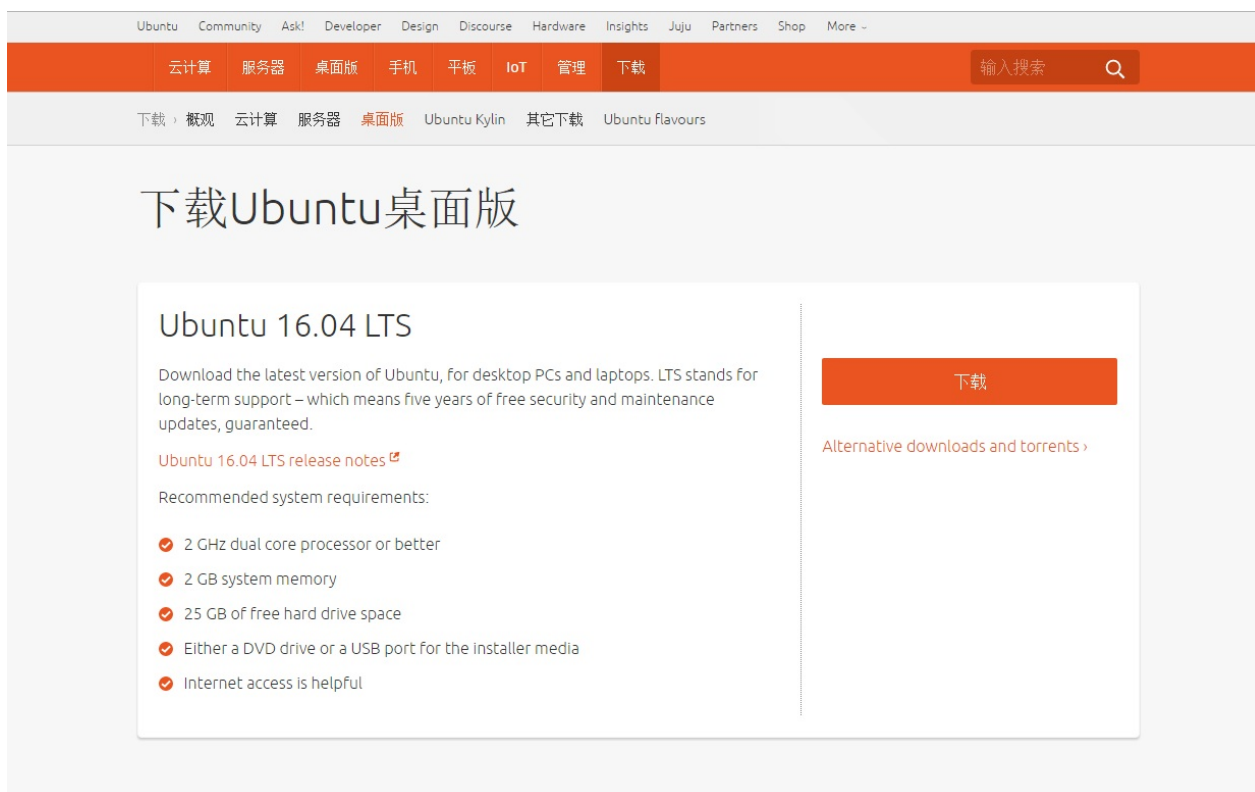 Ubuntu Community Ask! Developer Design Discourse Hardware Insights Juju Partners Shop More
云计算 服务器 桌面版 手机 平板 IoT 管理 下载 输入搜索
下载 › 概观 云计算 服务器 桌面版 Ubuntu Kylin 其它下载 Ubuntu flavours
下载Ubuntu桌面版
Ubuntu 16.04 LTS
Download the latest version of Ubuntu, for desktop PCs and laptops. LTS stands for
long-term support – which means five years of free security and maintenance
updates, guaranteed.
Ubuntu 16.04 LTS release notes
Recommended system requirements:
2 GHz dual core processor or better
2 GB system memory
25 GB of free hard drive space
Either a DVD drive or a USB port for the installer media
Internet access is helpful
下载
Alternative downloads and torrents ›